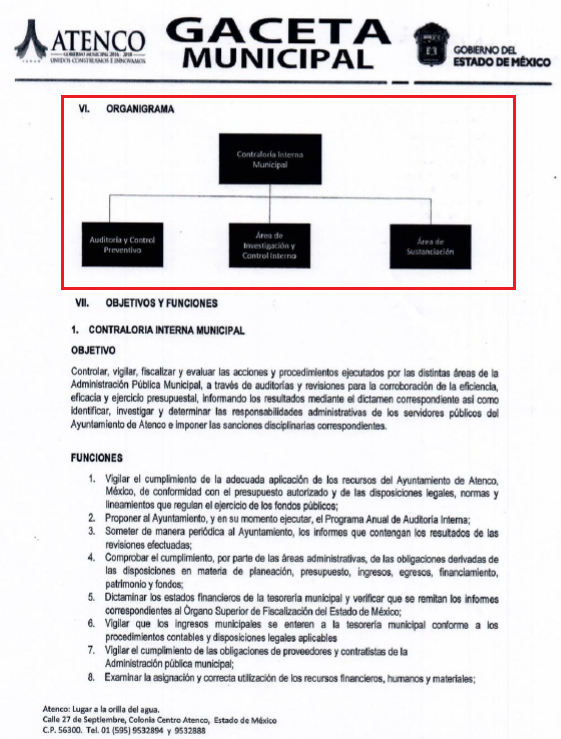 ATENCO
GOBIERNO MUNICIPAL 2016 - 2018
UNIDOS CONSTRUIMOS E INNOVAMOS
GACETA
MUNICIPAL
GOBIERNO DEL
ESTADO DE MÉXICO
VI. ORGANIGRAMA
Contraloría Interna
Municipal
Auditoria y Control
Preventivo
Área de
Investigación y
Control Interno
Área de
Sustanciación
VII. OBJETIVOS Y FUNCIONES
1. CONTRALORIA INTERNA MUNICIPAL
OBJETIVO
Controlar, vigilar, fiscalizar y evaluar las acciones y procedimientos ejecutados por las distintas áreas de la
Administración Pública Municipal, a través de auditorías y revisiones para la corroboración de la eficiencia,
eficacia y ejercicio presupuestal, informando los resultados mediante el dictamen correspondiente así como
identificar, investigar y determinar las responsabilidades administrativas de los servidores públicos del
Ayuntamiento de Atenco e imponer las sanciones disciplinarias correspondientes.
FUNCIONES
1. Vigilar el cumplimiento de la adecuada aplicación de los recursos del Ayuntamiento de Atenco,
México, de conformidad con el presupuesto autorizado y de las disposiciones legales, normas y
lineamientos que regulan el ejercicio de los fondos públicos;
2. Proponer al Ayuntamiento, y en su momento ejecutar, el Programa Anual de Auditoria Interna;
3. Someter de manera periódica al Ayuntamiento, los informes que contengan los resultados de las
revisiones efectuadas;
4. Comprobar el cumplimiento, por parte de las áreas administrativas, de las obligaciones derivadas de
las disposiciones en materia de planeación, presupuesto, ingresos, egresos, financiamiento,
patrimonio y fondos;
5. Dictaminar los estados financieros de la tesorería municipal y verificar que se remitan los informes
correspondientes al Órgano Superior de Fiscalización del Estado de México;
6. Vigilar que los ingresos municipales se enteren a la tesorería municipal conforme a los
procedimientos contables y disposiciones legales aplicables
7. Vigilar el cumplimiento de las obligaciones de proveedores y contratistas de la
Administración pública municipal;
8. Examinar la asignación y correcta utilización de los recursos financieros, humanos y materiales;
Atenco: Lugar a la orilla del agua.
Calle 27 de Septiembre, Colonia Centro Atenco, Estado de México
C.P. 56300. Tel. 01 (595) 9532894 y 9532888